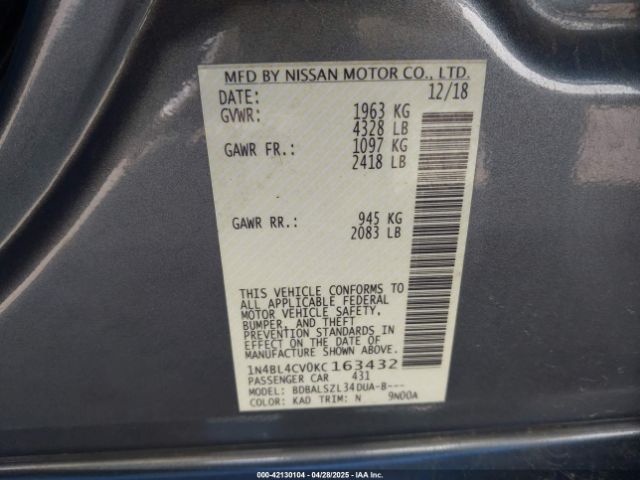 MFD BY NISSAN MOTOR CO., LTD.
DATE: 12/18
GVWR: 1963 KG
4328 LB
GAWR FR.: 1097 KG
2418 LB
GAWR RR.: 945 KG
2083 LB
THIS VEHICLE CONFORMS TO
ALL APPLICABLE FEDERAL
MOTOR VEHICLE SAFETY,
BUMPER, AND THEFT
PREVENTION STANDARDS IN
EFFECT ON THE DATE OF
MANUFACTURE SHOWN ABOVE.
1N4BL4CV0KC163432
PASSENGER CAR 431
MODEL: BDBALSZL34DUA-B---
COLOR: KAD TRIM: N 9N00A
000-42130104 | 04/28/2025 | IAA Inc.